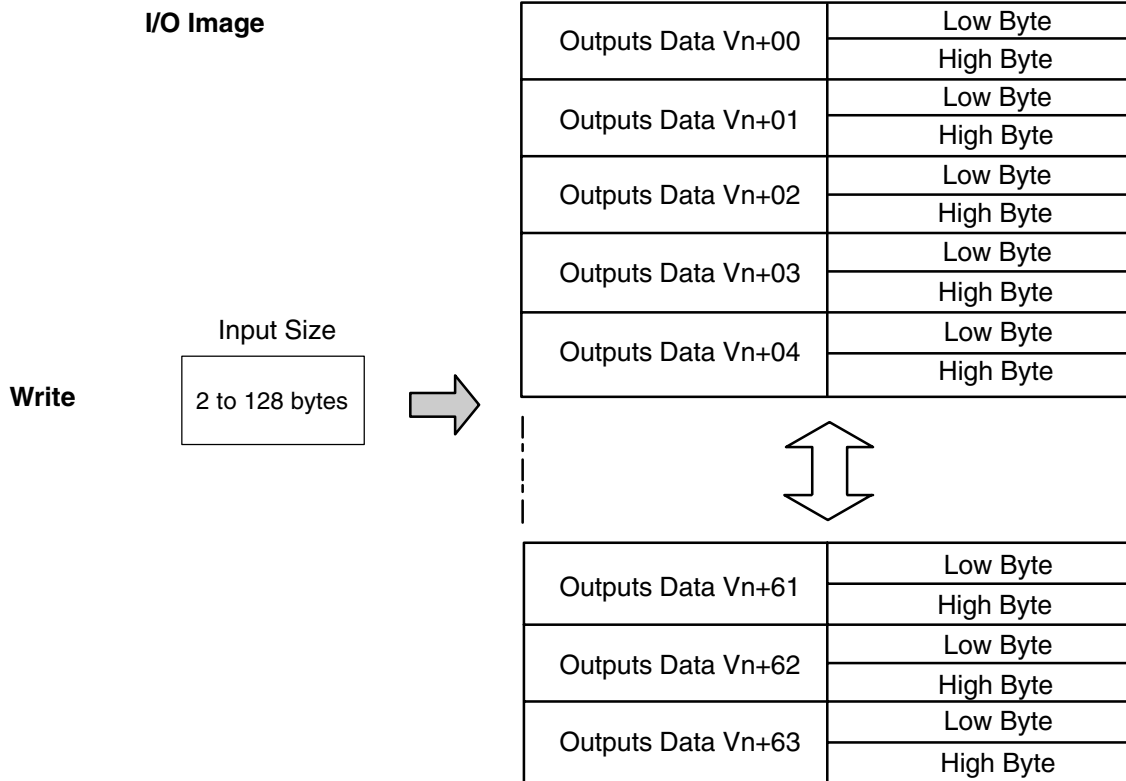 I/O Image
Outputs Data Vn+00
Low Byte
High Byte
Outputs Data Vn+01
Low Byte
High Byte
Outputs Data Vn+02
Low Byte
High Byte
Outputs Data Vn+03
Low Byte
High Byte
Outputs Data Vn+04
Low Byte
High Byte
Input Size
Write
2 to 128 bytes
Outputs Data Vn+61
Low Byte
High Byte
Outputs Data Vn+62
Low Byte
High Byte
Outputs Data Vn+63
Low Byte
High Byte